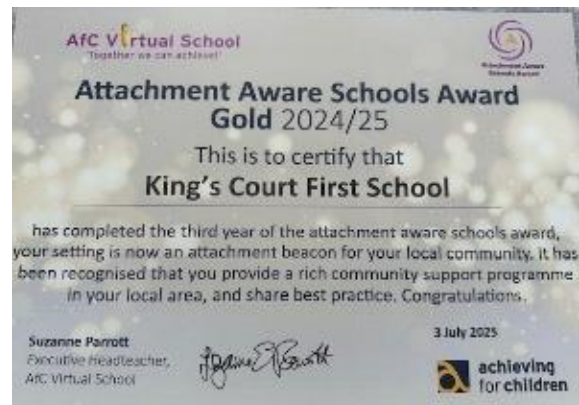 AfC Virtual School
Together we can achieve!
Attachment Aware
Schools Award
Attachment Aware Schools Award
Gold 2024/25
This is to certify that
King's Court First School
has completed the third year of the attachment aware schools award,
your setting is now an attachment beacon for your local community. It has
been recognised that you provide a rich community support programme
in your local area, and share best practice. Congratulations.
3 July 2025
Suzanne Parrott
Executive Headteacher,
AfC Virtual School
achieving
for children